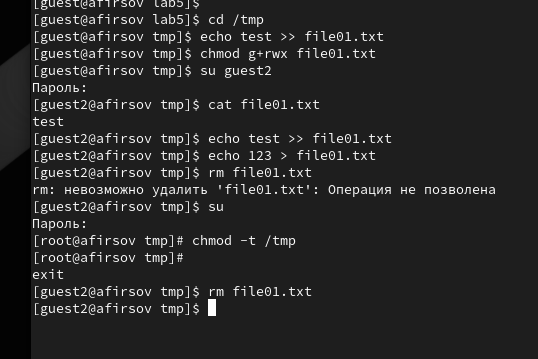 [guest@afirsov lab5]$
[guest@afirsov lab5]$ cd /tmp
[guest@afirsov tmp]$ echo test >> file01.txt
[guest@afirsov tmp]$ chmod g+rwx file01.txt
[guest@afirsov tmp]$ su guest2
Пароль:
[guest2@afirsov tmp]$ cat file01.txt
test
[guest2@afirsov tmp]$ echo test >> file01.txt
[guest2@afirsov tmp]$ echo 123 > file01.txt
[guest2@afirsov tmp]$ rm file01.txt
rm: невозможно удалить 'file01.txt': Операция не позволена
[guest2@afirsov tmp]$ su
Пароль:
[root@afirsov tmp]# chmod -t /tmp
[root@afirsov tmp]#
exit
[guest2@afirsov tmp]$ rm file01.txt
[guest2@afirsov tmp]$